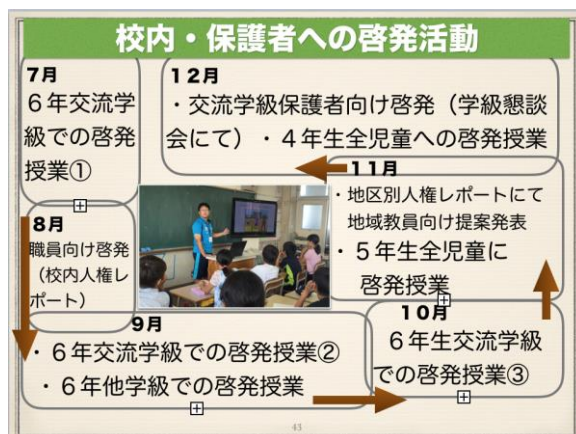 校内・保護者への啓発活動
7月
６年交流学
級での啓発
授業①
8月
職員向け啓発
（校内人権レ
ポート）
9月
・６年交流学級での啓発授業②
・６年他学級での啓発授業
10月
６年生交流学級
での啓発授業③
11月
・地区別人権レポートにて
地域教員向け提案発表
・５年生全児童に
啓発授業
12月
・交流学級保護者向け啓発（学級懇談
会にて）・４年生全児童への啓発授業
43